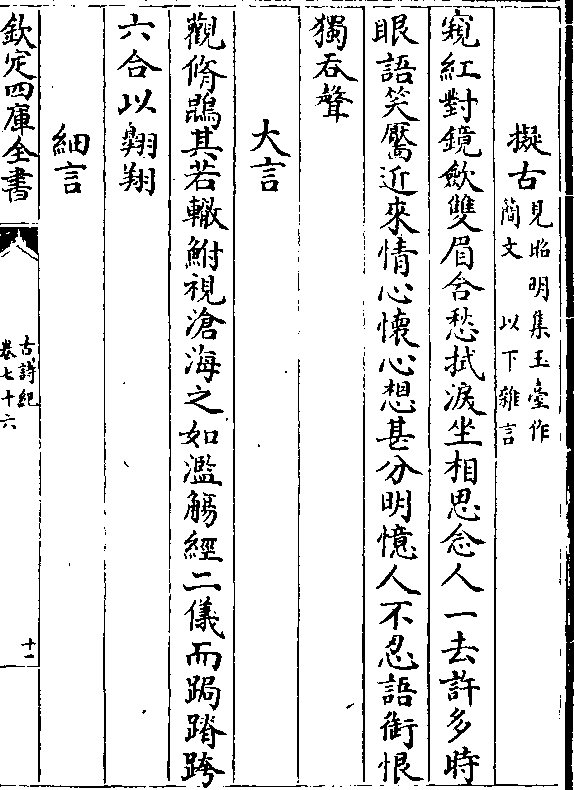 擬古見昭明集玉臺作簡文 以下雜言
窺紅對鏡歛雙眉含愁拭淚坐相思念人一去許多時
眼語笑靨近來情心懷心想甚分明憶人不忍語銜恨
獨吞聲
大言
觀脩鵾其若轍鮒視滄海之如濫觴經二儀而跼蹐跨
六合以翺翔
細言
欽定四庫全書
古詩紀
卷七十六
十二